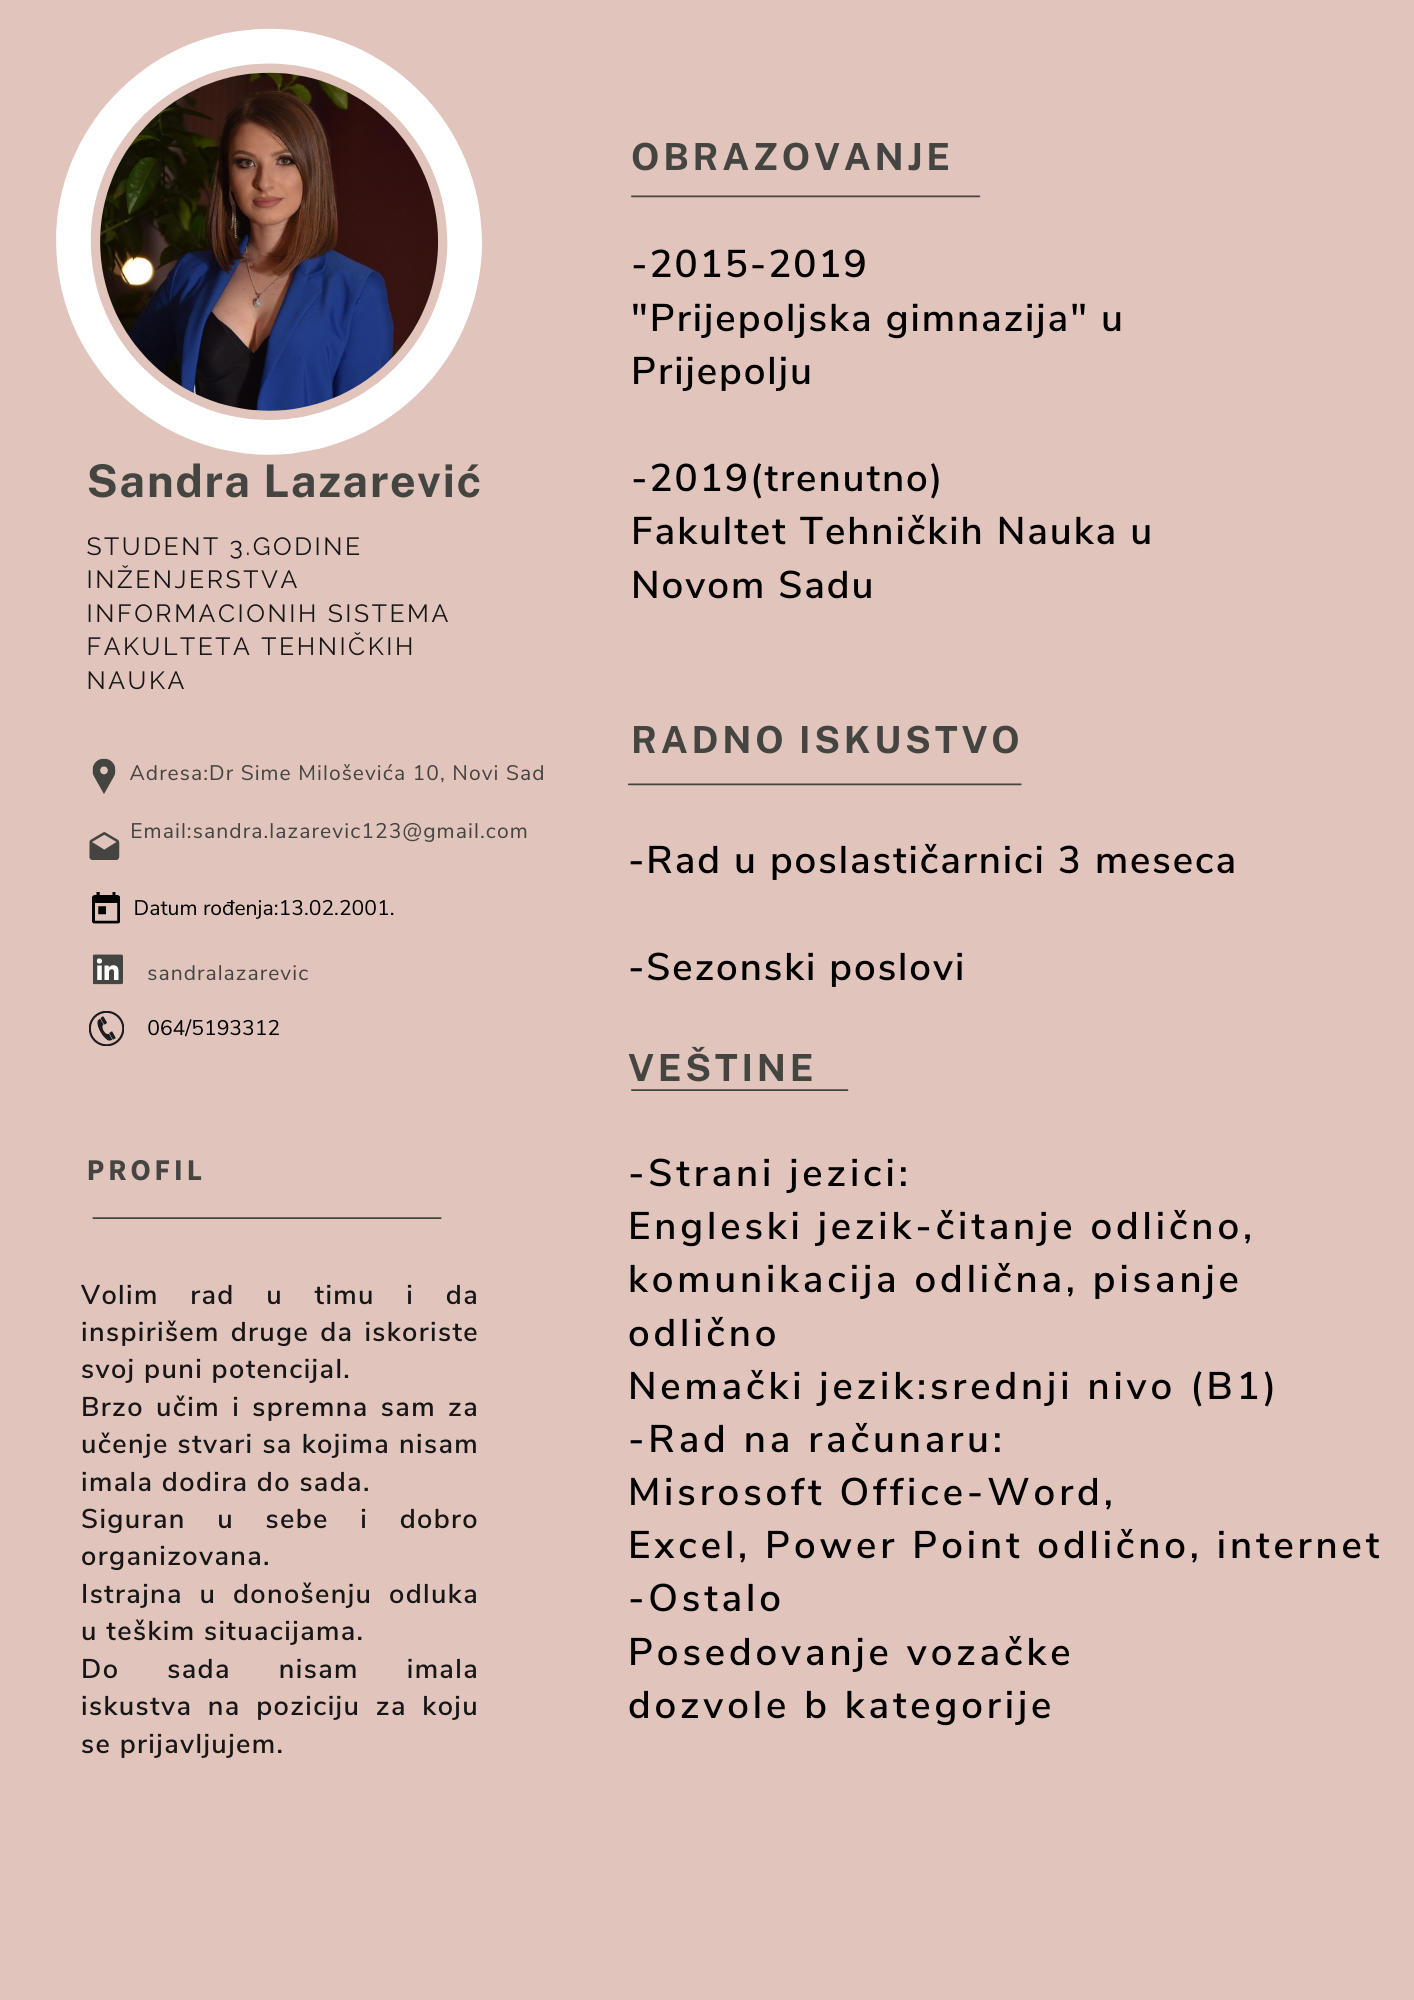 Sandra Lazarević
STUDENT 3.GODINE
INŽENJERSTVA
INFORMACIONIH SISTEMA
FAKULTETA TEHNIČKIH
NAUKA
Adresa:Dr Sime Miloševića 10, Novi Sad
Email:sandra.lazarevic123@gmail.com
Datum rođenja:13.02.2001.
in
sandralazarevic
064/5193312
PROFIL
Volim rad u timu i da
inspirišem druge da iskoriste
svoj puni potencijal.
Brzo učim i spremna sam za
učenje stvari sa kojima nisam
imala dodira do sada.
Siguran u sebe i dobro
organizovana.
Istrajna u donošenju odluka
u teškim situacijama.
Do sada nisam imala
iskustva na poziciju za koju
se prijavljujem.
OBRAZOVANJE
-2015-2019
"Prijepoljska gimnazija" u
Prijepolju
-2019(trenutno)
Fakultet Tehničkih Nauka u
Novom Sadu
RADNO ISKUSTVO
-Rad u poslastičarnici 3 meseca
-Sezonski poslovi
VEŠTINE
-Strani jezici:
Engleski jezik-čitanje odlično,
komunikacija odlična, pisanje
odlično
Nemački jezik:srednji nivo (B1)
-Rad na računaru:
Misrosoft Office-Word,
Excel, Power Point odlično, internet
-Ostalo
Posedovanje vozačke
dozvole b kategorije